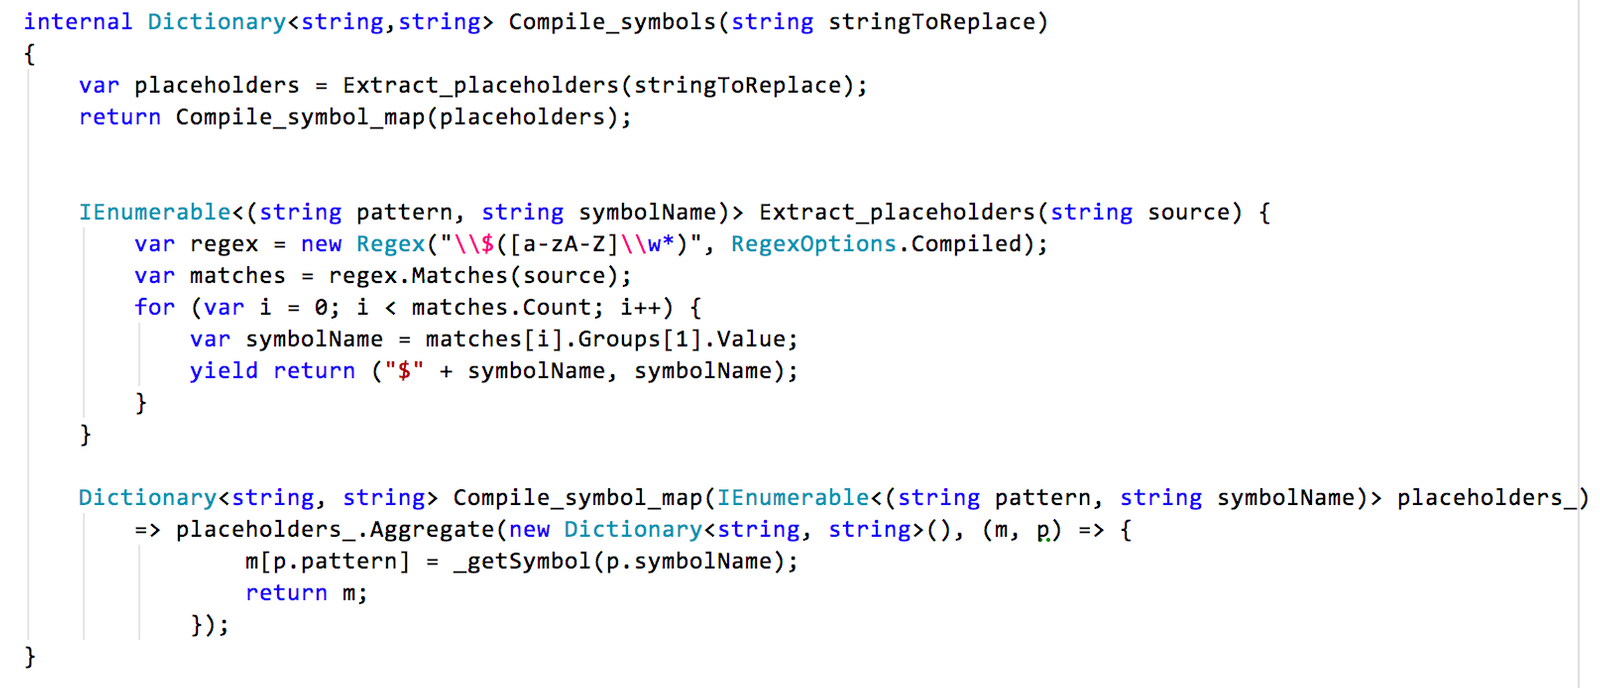 internal Dictionary<string,string> Compile_symbols(string stringToReplace)
{
    var placeholders = Extract_placeholders(stringToReplace);
    return Compile_symbol_map(placeholders);

    IEnumerable<(string pattern, string symbolName)> Extract_placeholders(string source) {
        var regex = new Regex("\\$([a-zA-Z]\\w*)", RegexOptions.Compiled);
        var matches = regex.Matches(source);
        for (var i = 0; i < matches.Count; i++) {
            var symbolName = matches[i].Groups[1].Value;
            yield return ("$" + symbolName, symbolName);
        }
    }

    Dictionary<string, string> Compile_symbol_map(IEnumerable<(string pattern, string symbolName)> placeholders_)
        => placeholders_.Aggregate(new Dictionary<string, string>(), (m, p) => {
                m[p.pattern] = _getSymbol(p.symbolName);
                return m;
            });
}